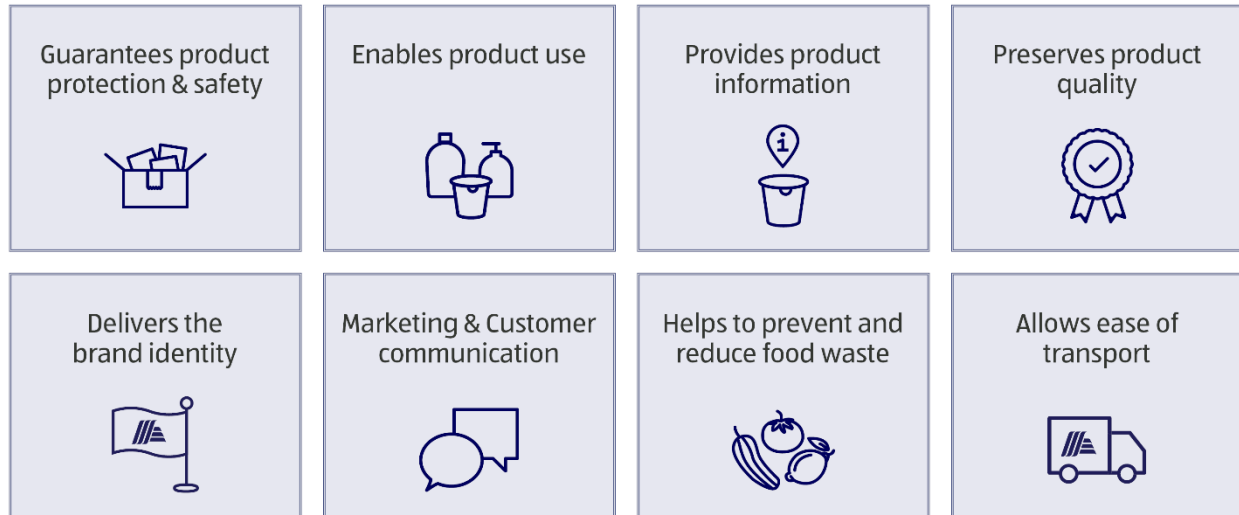 Guarantees product
protection & safety
Enables product use
Provides product
information
i
Preserves product
quality
Delivers the
brand identity
Marketing & Customer
communication
Helps to prevent and
reduce food waste
Allows ease of
transport